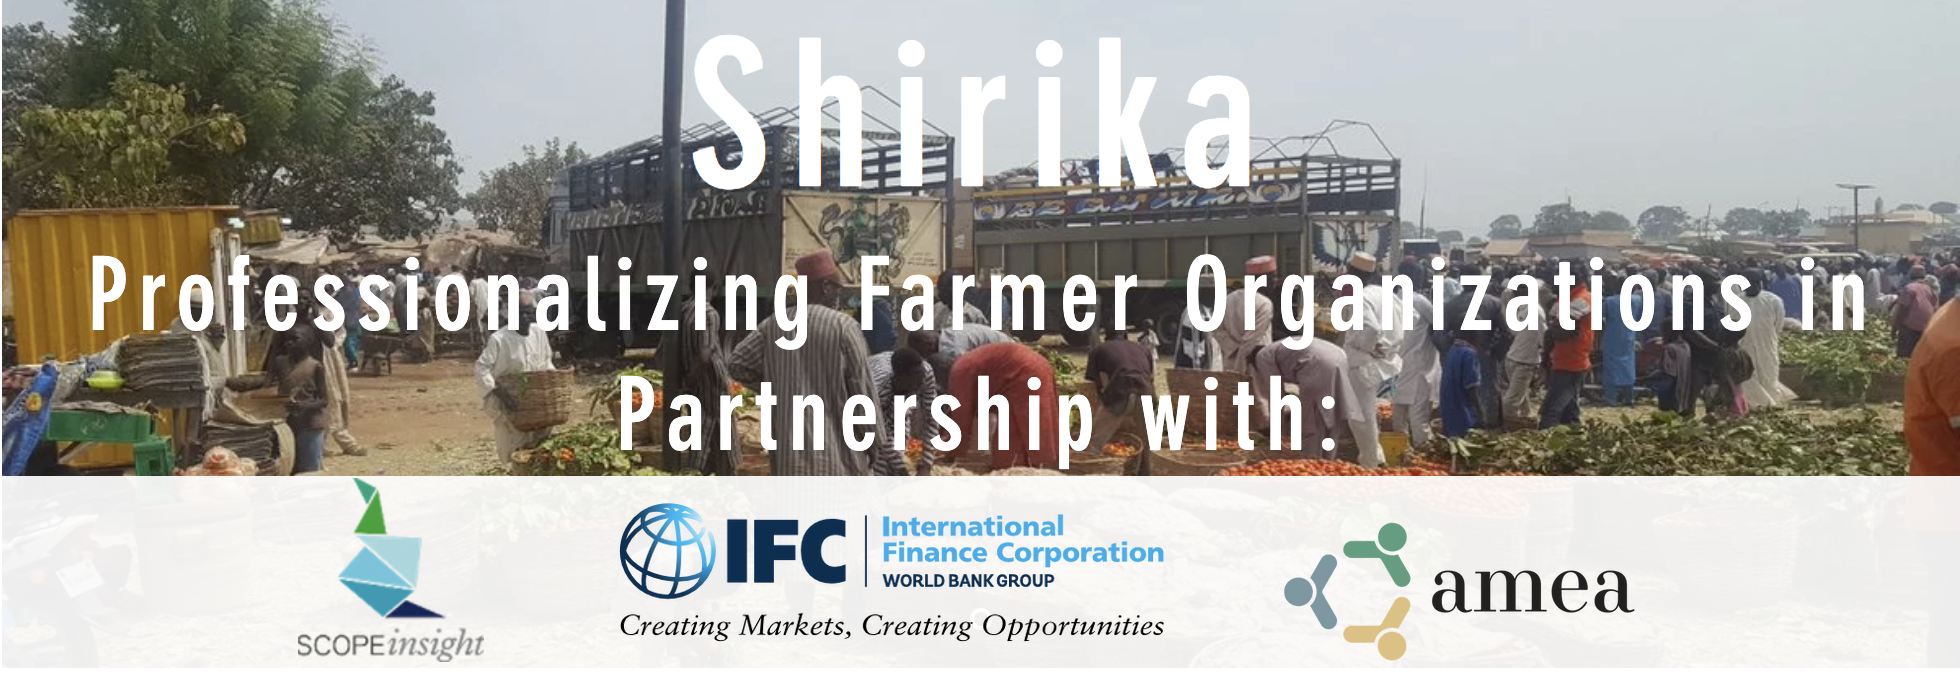 Shirika
Professionalizing Farmer Organizations in
Partnership with:
SCOPEinsight
IFC
International
Finance Corporation
WORLD BANK GROUP
Creating Markets, Creating Opportunities
amea